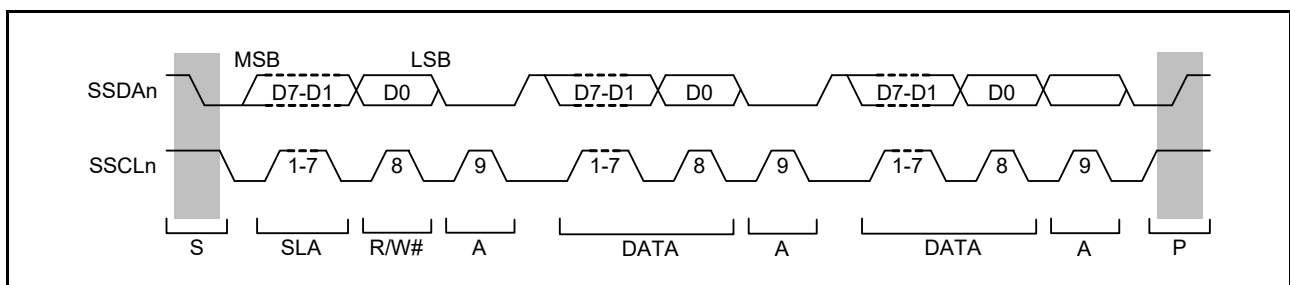 MSB LSB
SSDAn D7-D1 D0 D7-D1 D0 D7-D1 D0
SSCLn 1-7 8 9 1-7 8 9 1-7 8 9
S SLA R/W# A DATA A DATA A P